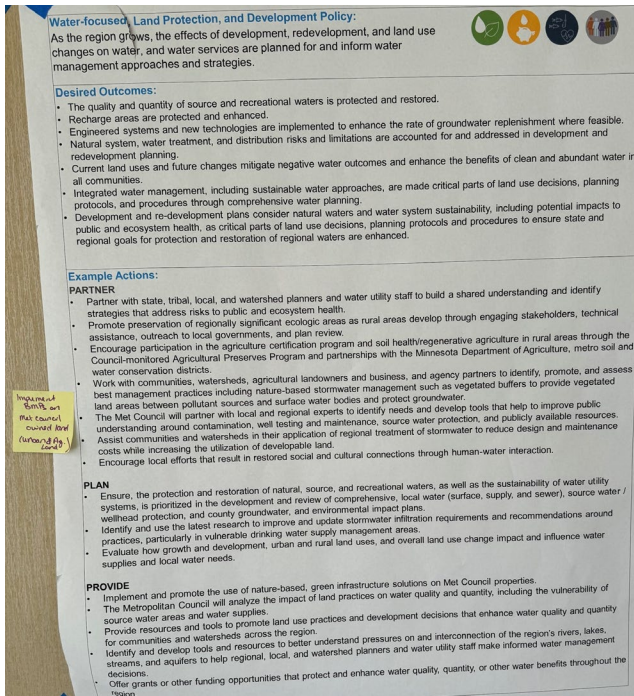 Water-focused, Land Protection, and Development Policy:
As the region grows, the effects of development, redevelopment, and land use
changes on water, and water services are planned for and inform water
management approaches and strategies.
Desired Outcomes:
• The quality and quantity of source and recreational waters is protected and restored.
• Recharge areas are protected and enhanced.
• Engineered systems and new technologies are implemented to enhance the rate of groundwater replenishment where feasible.
• Natural system, water treatment, and distribution risks and limitations are accounted for and addressed in development and
redevelopment planning.
• Current land uses and future changes mitigate negative water outcomes and enhance the benefits of clean and abundant water in
all communities.
• Integrated water management, including sustainable water approaches, are made critical parts of land use decisions, planning
protocols, and procedures through comprehensive water planning.
• Development and re-development plans consider natural waters and water system sustainability, including potential impacts to
public and ecosystem health, as critical parts of land use decisions, planning protocols and procedures to ensure state and
regional goals for protection and restoration of regional waters are enhanced.
Example Actions:
PARTNER
• Partner with state, tribal, local, and watershed planners and water utility staff to build a shared understanding and identify
strategies that address risks to public and ecosystem health.
• Promote preservation of regionally significant ecologic areas as rural areas develop through engaging stakeholders, technical
assistance, outreach to local governments, and plan review.
• Encourage participation in the agriculture certification program and soil health/regenerative agriculture in rural areas through the
Council-monitored Agricultural Preserves Program and partnerships with the Minnesota Department of Agriculture, metro soil and
water conservation districts.
• Work with communities, watersheds, agricultural landowners and business, and agency partners to identify, promote, and assess
best management practices including nature-based stormwater management such as vegetated buffers to provide vegetated
land areas between pollutant sources and surface water bodies and protect groundwater.
• The Met Council will partner with local and regional experts to identify needs and develop tools that help to improve public
understanding around contamination, well testing and maintenance, source water protection, and publicly available resources.
• Assist communities and watersheds in their application of regional treatment of stormwater to reduce design and maintenance
costs while increasing the utilization of developable land.
• Encourage local efforts that result in restored social and cultural connections through human-water interaction.
Implement
BMPs on
met council
owned land
(urban and Ag.
Land)
PLAN
• Ensure, the protection and restoration of natural, source, and recreational waters, as well as the sustainability of water utility
systems, is prioritized in the development and review of comprehensive, local water (surface, supply, and sewer), source water /
wellhead protection, and county groundwater, and environmental impact plans.
• Identify and use the latest research to improve and update stormwater infiltration requirements and recommendations around
practices, particularly in vulnerable drinking water supply management areas.
• Evaluate how growth and development, urban and rural land uses, and overall land use change impact and influence water
supplies and local water needs.
PROVIDE
• Implement and promote the use of nature-based, green infrastructure solutions on Met Council properties.
• The Metropolitan Council will analyze the impact of land practices on water quality and quantity, including the vulnerability of
source water areas and water supplies.
• Provide resources and tools to promote land use practices and development decisions that enhance water quality and quantity
for communities and watersheds across the region.
• Identify and develop tools and resources to better understand pressures on and interconnection of the region's rivers, lakes,
streams, and aquifers to help regional, local, and watershed planners and water utility staff make informed water management
decisions.
• Offer grants or other funding opportunities that protect and enhance water quality, quantity, or other water benefits throughout the
region